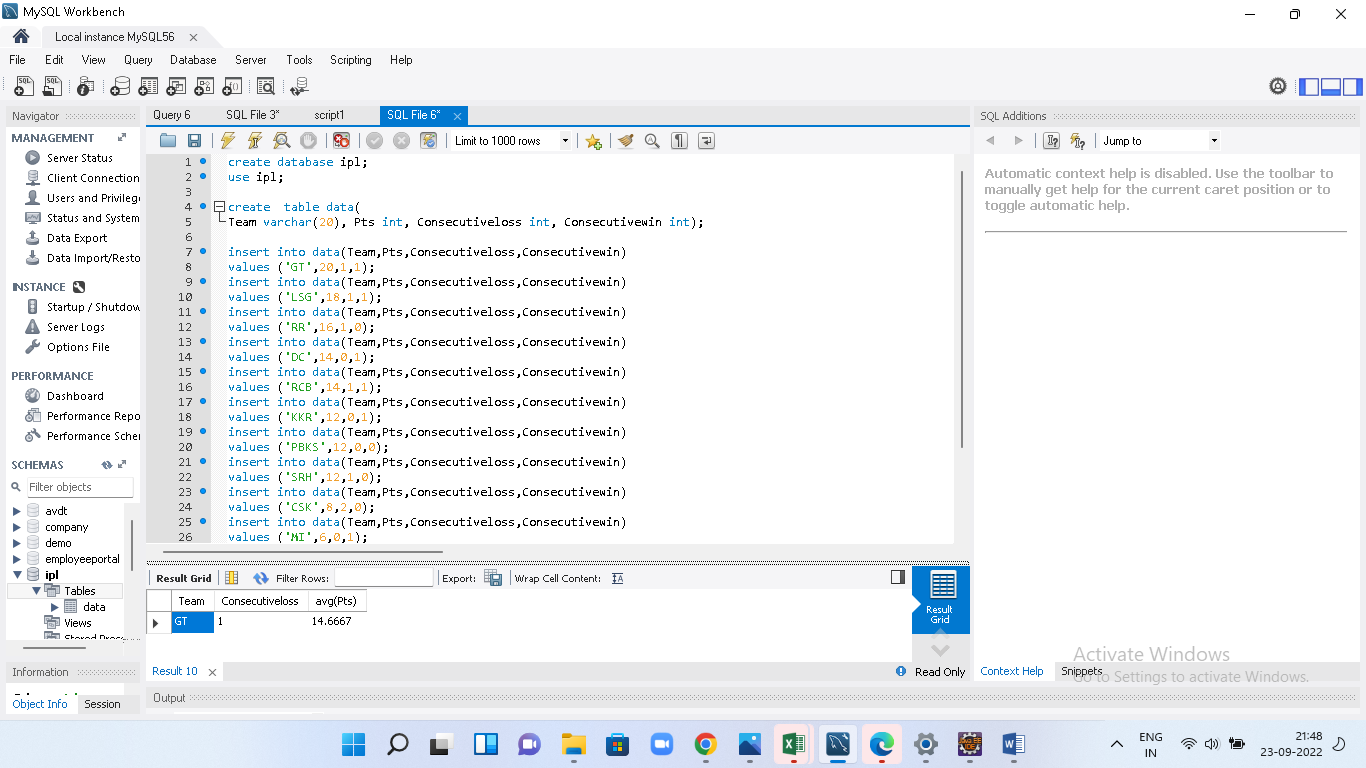 MySQL Workbench
Local instance MySQL56
File Edit View Query Database Server Tools Scripting Help
Navigator
MANAGEMENT
Server Status
Client Connection
Users and Privileg
Status and System
Data Export
Data Import/Resto
INSTANCE
Startup / Shutdow
Server Logs
Options File
PERFORMANCE
Dashboard
Performance Repo
Performance Scher
SCHEMAS
Filter objects
avdt
company
demo
employeeportal
ipl
Tables
data
Views
Information
Object Info Session
Query 6 SQL File 3* script1 SQL File 6*
Limit to 1000 rows
1 create database ipl;
2 use ipl;
3
4 create  table data(
5 Team varchar(20), Pts int, Consecutiveloss int, Consecutivewin int);
6
7 insert into data(Team,Pts,Consecutiveloss,Consecutivewin)
8 values ('GT',20,1,1);
9 insert into data(Team,Pts,Consecutiveloss,Consecutivewin)
10 values ('LSG',18,1,1);
11 insert into data(Team,Pts,Consecutiveloss,Consecutivewin)
12 values ('RR',16,1,0);
13 insert into data(Team,Pts,Consecutiveloss,Consecutivewin)
14 values ('DC',14,0,1);
15 insert into data(Team,Pts,Consecutiveloss,Consecutivewin)
16 values ('RCB',14,1,1);
17 insert into data(Team,Pts,Consecutiveloss,Consecutivewin)
18 values ('KKR',12,0,1);
19 insert into data(Team,Pts,Consecutiveloss,Consecutivewin)
20 values ('PBKS',12,0,0);
21 insert into data(Team,Pts,Consecutiveloss,Consecutivewin)
22 values ('SRH',12,1,0);
23 insert into data(Team,Pts,Consecutiveloss,Consecutivewin)
24 values ('CSK',8,2,0);
25 insert into data(Team,Pts,Consecutiveloss,Consecutivewin)
26 values ('MI',6,0,1);
Result Grid Filter Rows: Export: Wrap Cell Content:
Team Consecutiveloss avg(Pts)
GT 1 14.6667
Result Grid
Result 10 Read Only
Output
SQL Additions
Jump to
Automatic context help is disabled. Use the toolbar to
manually get help for the current caret position or to
toggle automatic help.
Activate Windows
Go to Settings to activate Windows.
Context Help Snippets
ENG
IN
21:48
23-09-2022